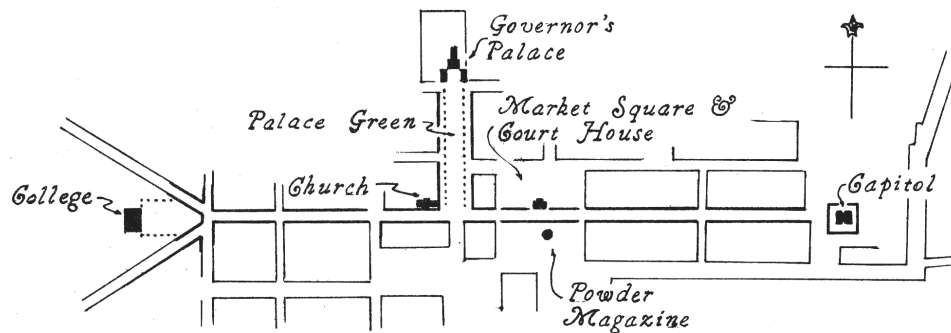 Governor's
Palace
Market Square &
Court House
Palace Green
College
Church
Capitol
Powder
Magazine